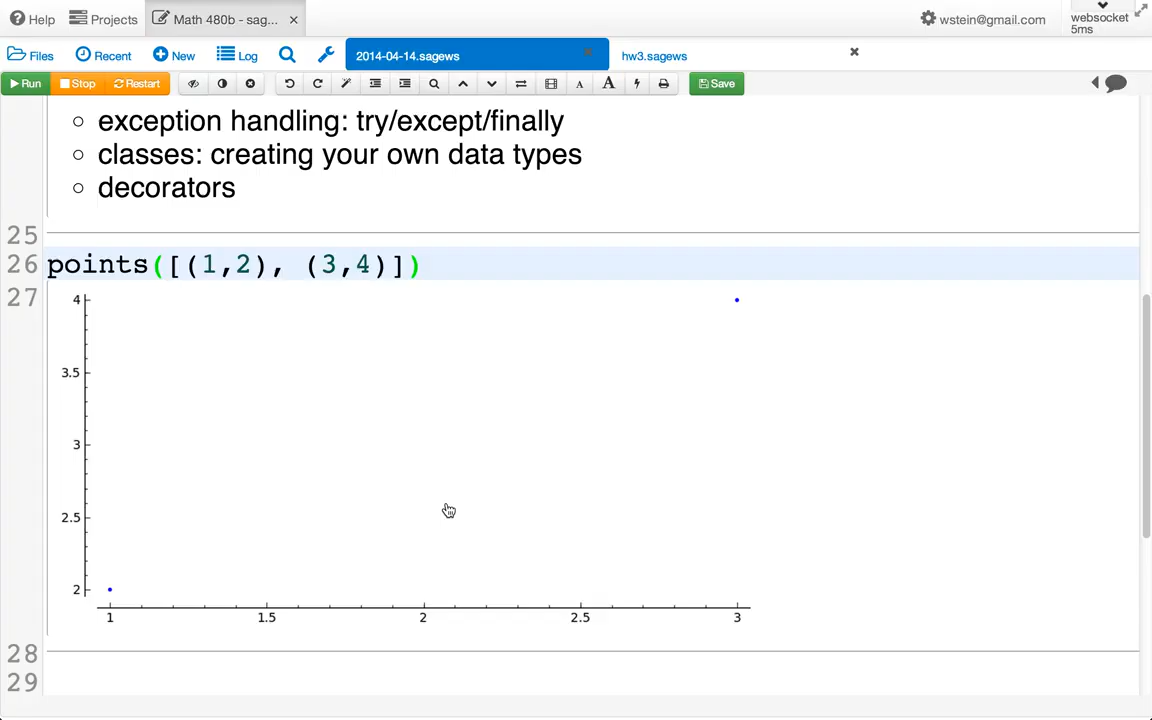 Help Projects Math 480b - sag... wstein@gmail.com websocket 5ms
Files Recent New Log 2014-04-14.sagews hw3.sagews
Run Stop Restart A A Save
exception handling: try/except/finally
classes: creating your own data types
decorators
25
26 points([(1,2), (3,4)])
27
4
3.5
3
2.5
2
1 1.5 2 2.5 3
28
29